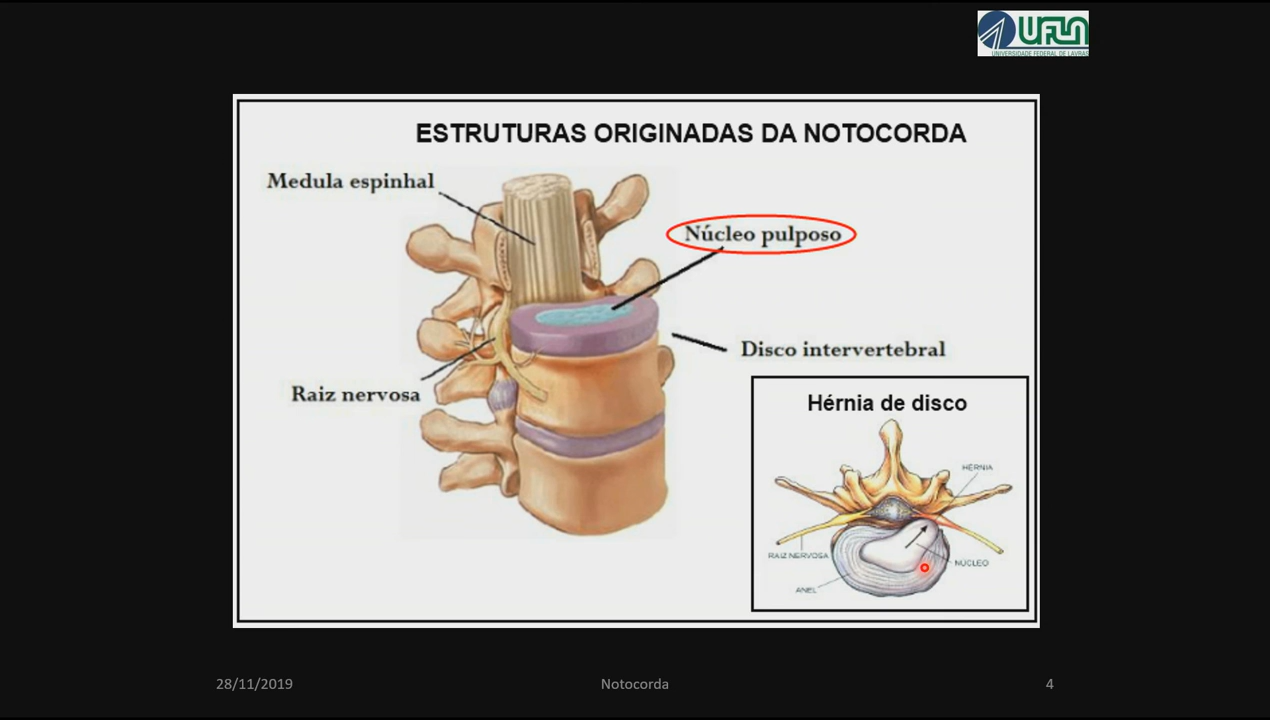 UFLA
UNIVERSIDADE FEDERAL DE LAVRAS
ESTRUTURAS ORIGINADAS DA NOTOCORDA
Medula espinhal
Núcleo pulposo
Disco intervertebral
Raiz nervosa
Hérnia de disco
HÉRNIA
RAIZ NERVOSA
NÚCLEO
ANEL
28/11/2019
Notocorda
4